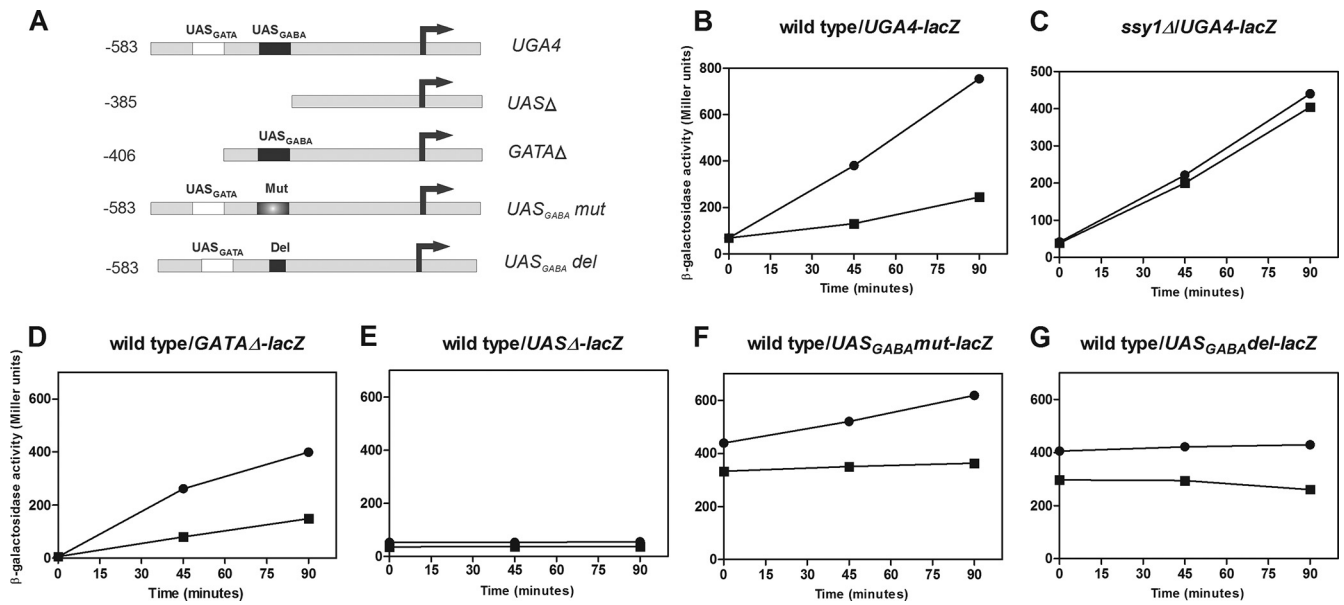 A
UAS_GATA UAS_GABA
-583 UGA4
-385 UASΔ
UAS_GABA
-406 GATAΔ
UAS_GATA Mut
-583 UAS_GABA mut
UAS_GATA Del
-583 UAS_GABA del
B
wild type/UGA4-lacZ
β-galactosidase activity (Miller units)
800
600
400
200
0
0 15 30 45 60 75 90
Time (minutes)
C
ssy1Δ/UGA4-lacZ
500
400
300
200
100
0
0 15 30 45 60 75 90
Time (minutes)
D
wild type/GATAΔ-lacZ
β-galactosidase activity (Miller units)
600
400
200
0
0 15 30 45 60 75 90
Time (minutes)
E
wild type/UASΔ-lacZ
600
400
200
0
0 15 30 45 60 75 90
Time (minutes)
F
wild type/UAS_GABAmut-lacZ
600
400
200
0
0 15 30 45 60 75 90
Time (minutes)
G
wild type/UAS_GABAdel-lacZ
600
400
200
0
0 15 30 45 60 75 90
Time (minutes)